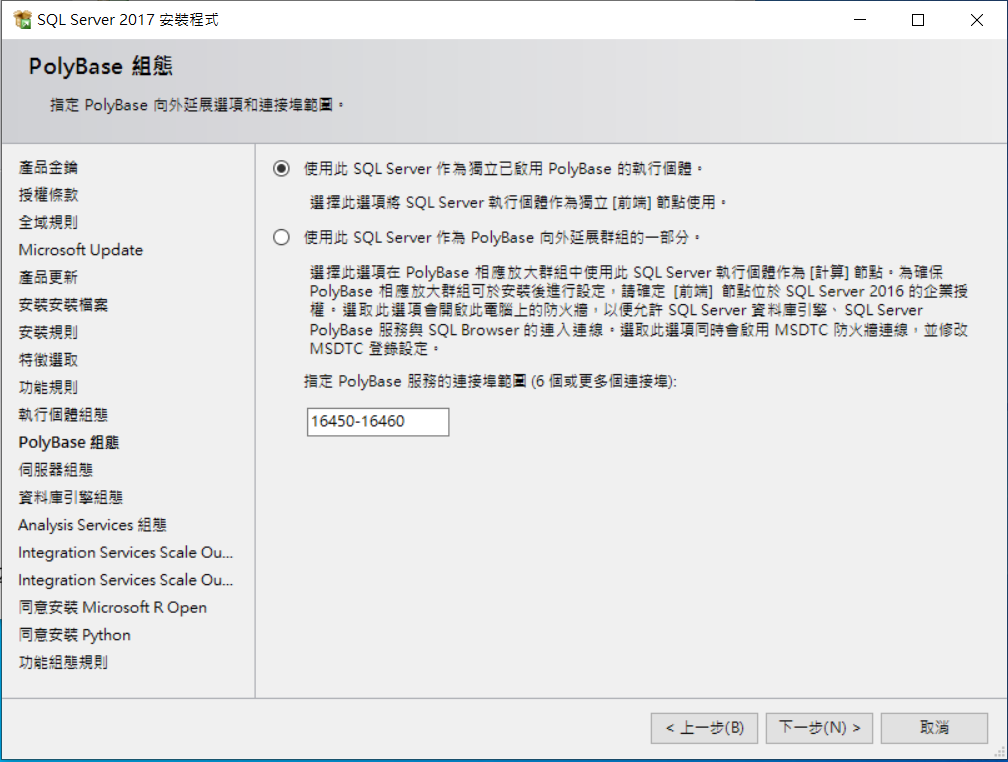 SQL Server 2017 安裝程式
PolyBase 組態
指定 PolyBase 向外延展選項和連接埠範圍。
產品金鑰
授權條款
全域規則
Microsoft Update
產品更新
安裝安裝檔案
安裝規則
特徵選取
功能規則
執行個體組態
PolyBase 組態
伺服器組態
資料庫引擎組態
Analysis Services 組態
Integration Services Scale Ou...
Integration Services Scale Ou...
同意安裝 Microsoft R Open
同意安裝 Python
功能組態規則
使用此 SQL Server 作為獨立已啟用 PolyBase 的執行個體。
選擇此選項將 SQL Server 執行個體作為獨立 [前端] 節點使用。
使用此 SQL Server 作為 PolyBase 向外延展群組的一部分。
選擇此選項在 PolyBase 相應放大群組中使用此 SQL Server 執行個體作為 [計算] 節點。為確保
PolyBase 相應放大群組可於安裝後進行設定，請確定 [前端] 節點位於 SQL Server 2016 的企業授
權。選取此選項會開啟此電腦上的防火牆，以便允許 SQL Server 資料庫引擎、SQL Server
PolyBase 服務與 SQL Browser 的連入連線。選取此選項同時會啟用 MSDTC 防火牆連線，並修改
MSDTC 登錄設定。
指定 PolyBase 服務的連接埠範圍 (6 個或更多個連接埠):
16450-16460
< 上一步(B)
下一步(N) >
取消